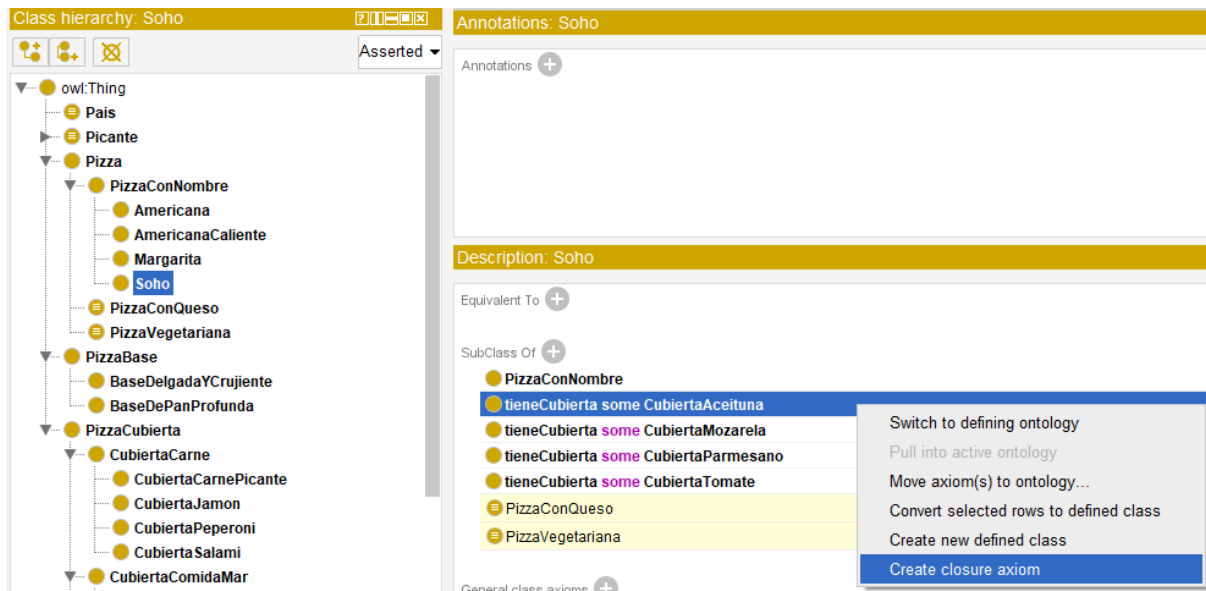 Class hierarchy: Soho
Asserted
owl:Thing
Pais
Picante
Pizza
PizzaConNombre
Americana
AmericanaCaliente
Margarita
Soho
PizzaConQueso
PizzaVegetariana
PizzaBase
BaseDelgadaYCrujiente
BaseDePanProfunda
PizzaCubierta
CubiertaCarne
CubiertaCarnePicante
CubiertaJamon
CubiertaPeperoni
CubiertaSalami
CubiertaComidaMar
Annotations: Soho
Annotations
Description: Soho
Equivalent To
SubClass Of
PizzaConNombre
tieneCubierta some CubiertaAceituna
tieneCubierta some CubiertaMozarela
tieneCubierta some CubiertaParmesano
tieneCubierta some CubiertaTomate
PizzaConQueso
PizzaVegetariana
General class axioms
Switch to defining ontology
Pull into active ontology
Move axiom(s) to ontology...
Convert selected rows to defined class
Create new defined class
Create closure axiom